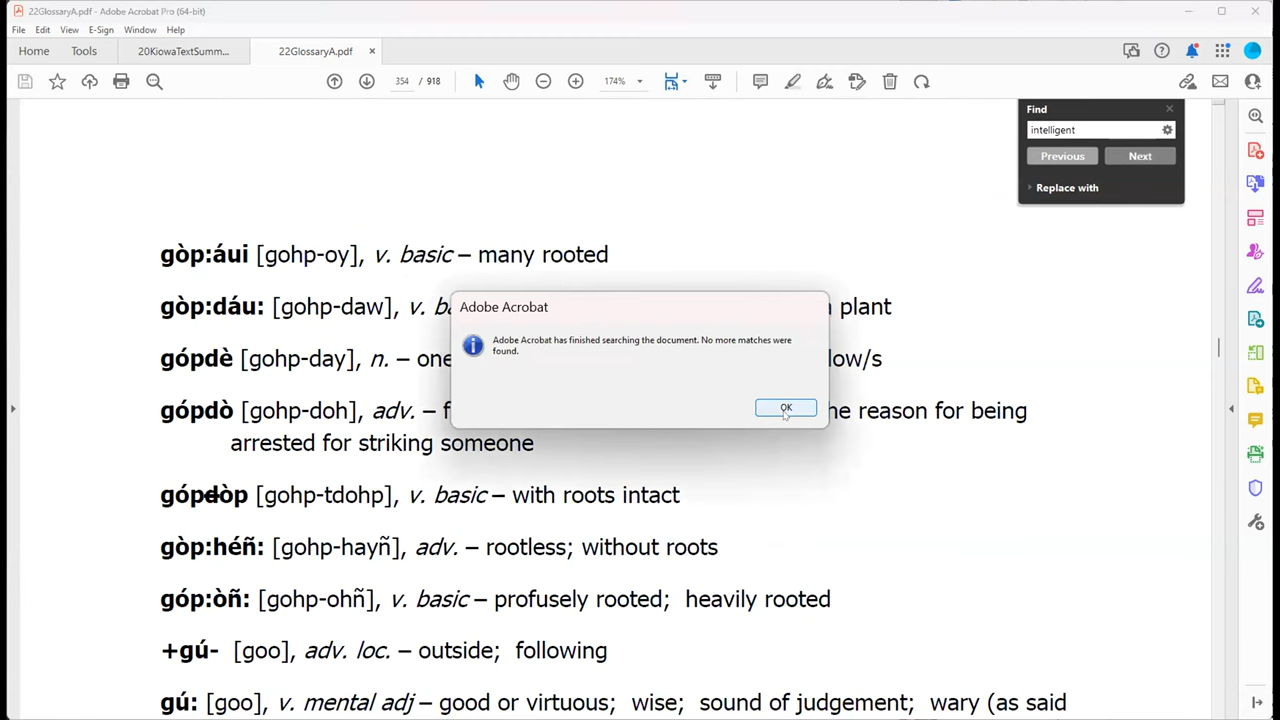 22GlossaryA.pdf - Adobe Acrobat Pro (64-bit)
File Edit View E-Sign Window Help
Home Tools 20KiowaTextSumm... 22GlossaryA.pdf ×
354 / 918 174%
Find
intelligent
Previous Next
Replace with
gòp:áui [gohp-oy], v. basic – many rooted
gòp:dáu: [gohp-daw], v. ba plant
gópdè [gohp-day], n. – one low/s
gópdò [gohp-doh], adv. – f he reason for being
arrested for striking someone
góp [gohp-tdohp], v. basic – with roots intact
gòp:héñ: [gohp-hayñ], adv. – rootless; without roots
góp:òñ: [gohp-ohñ], v. basic – profusely rooted; heavily rooted
+gú- [goo], adv. loc. – outside; following
gú: [goo], v. mental adj – good or virtuous; wise; sound of judgement; wary (as said
Adobe Acrobat
Adobe Acrobat has finished searching the document. No more matches were
found.
OK